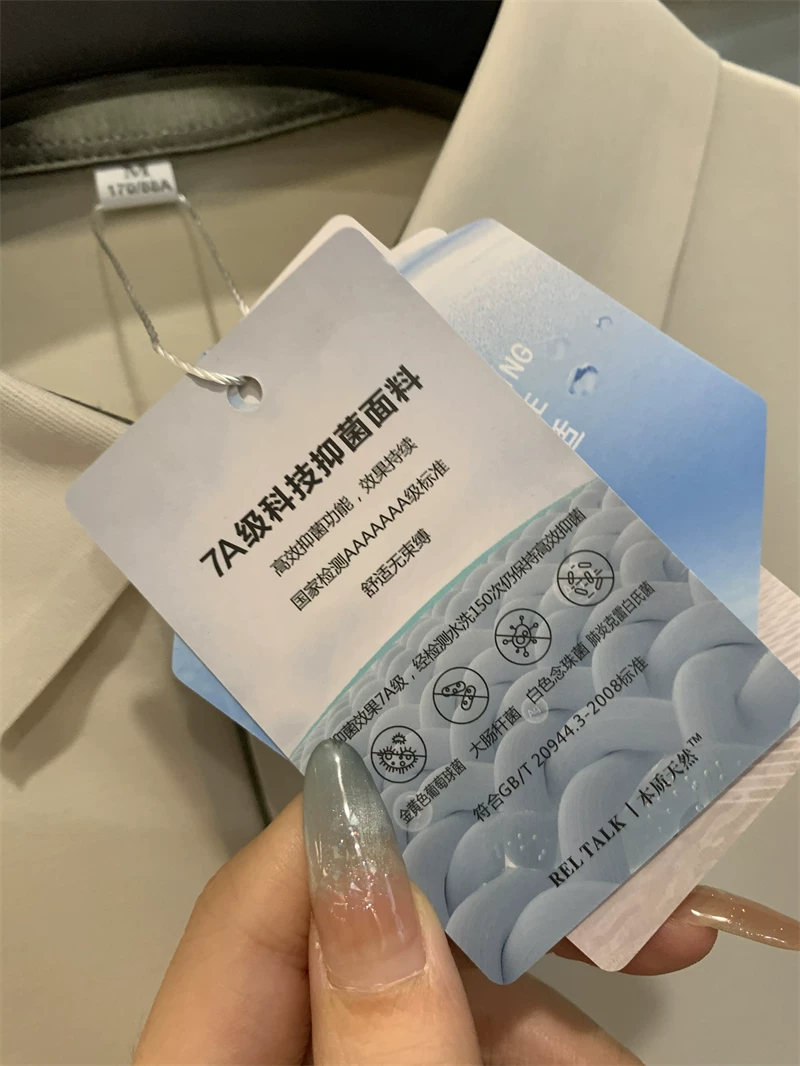 M
170/88A
7A级科技抑菌面料
高效抑菌功能，效果持续
国家检测AAAAAAA级标准
舒适无束缚
抑菌效果7A级，经检测水洗150次仍保持高效抑菌
金黄色葡萄球菌
大肠杆菌
白色念珠菌
肺炎克雷白氏菌
符合GB/T 20944.3-2008标准
REL TALK | 本质天然™
NG
E